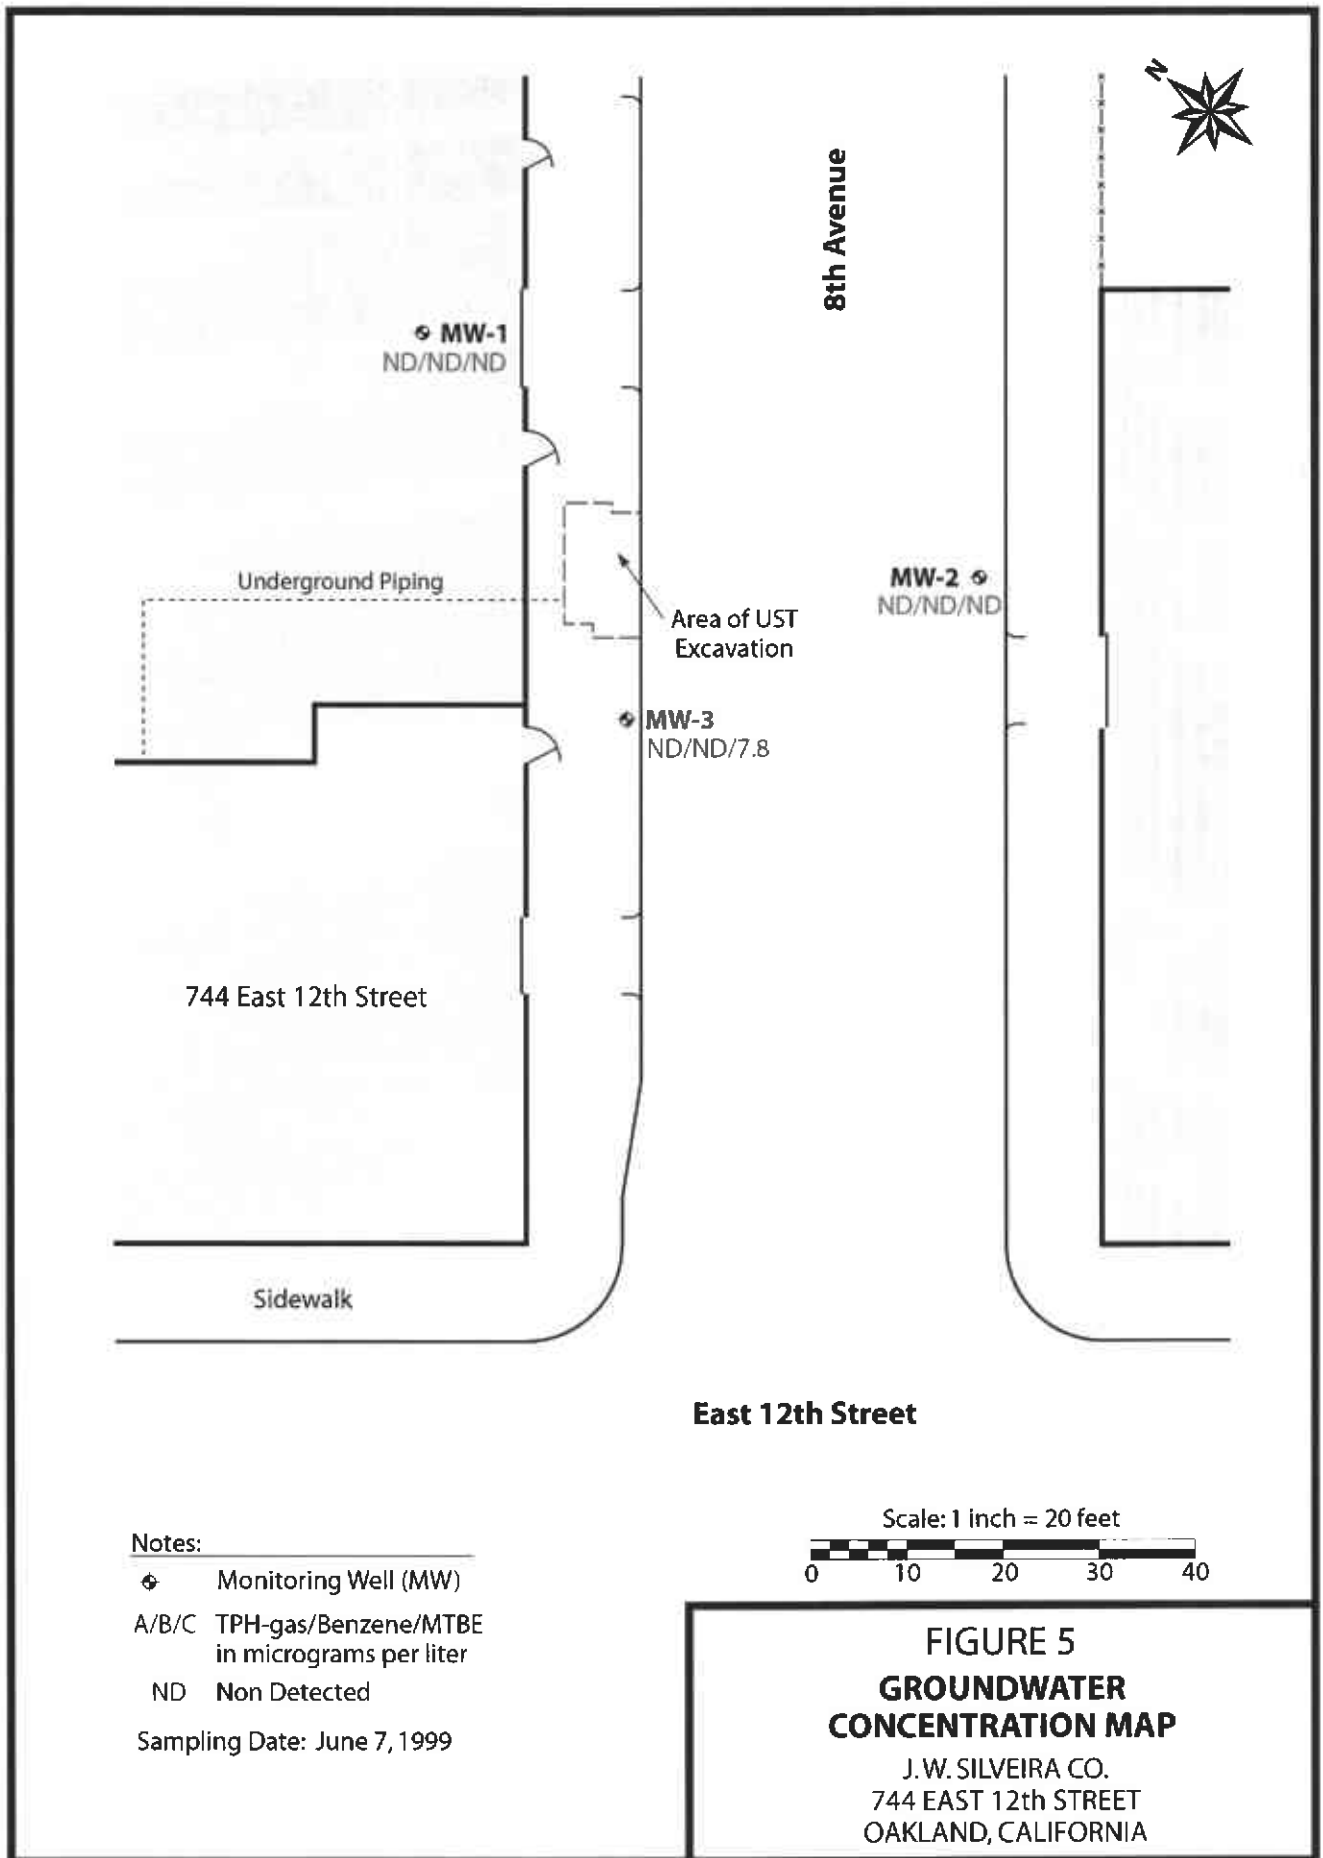 N
8th Avenue
MW-1
ND/ND/ND
Underground Piping
MW-2
ND/ND/ND
Area of UST
Excavation
MW-3
ND/ND/7.8
744 East 12th Street
Sidewalk
East 12th Street
Scale: 1 inch = 20 feet
0 10 20 30 40
Notes:
Monitoring Well (MW)
A/B/C TPH-gas/Benzene/MTBE
in micrograms per liter
ND Non Detected
Sampling Date: June 7, 1999
FIGURE 5
GROUNDWATER
CONCENTRATION MAP
J.W. SILVEIRA CO.
744 EAST 12th STREET
OAKLAND, CALIFORNIA